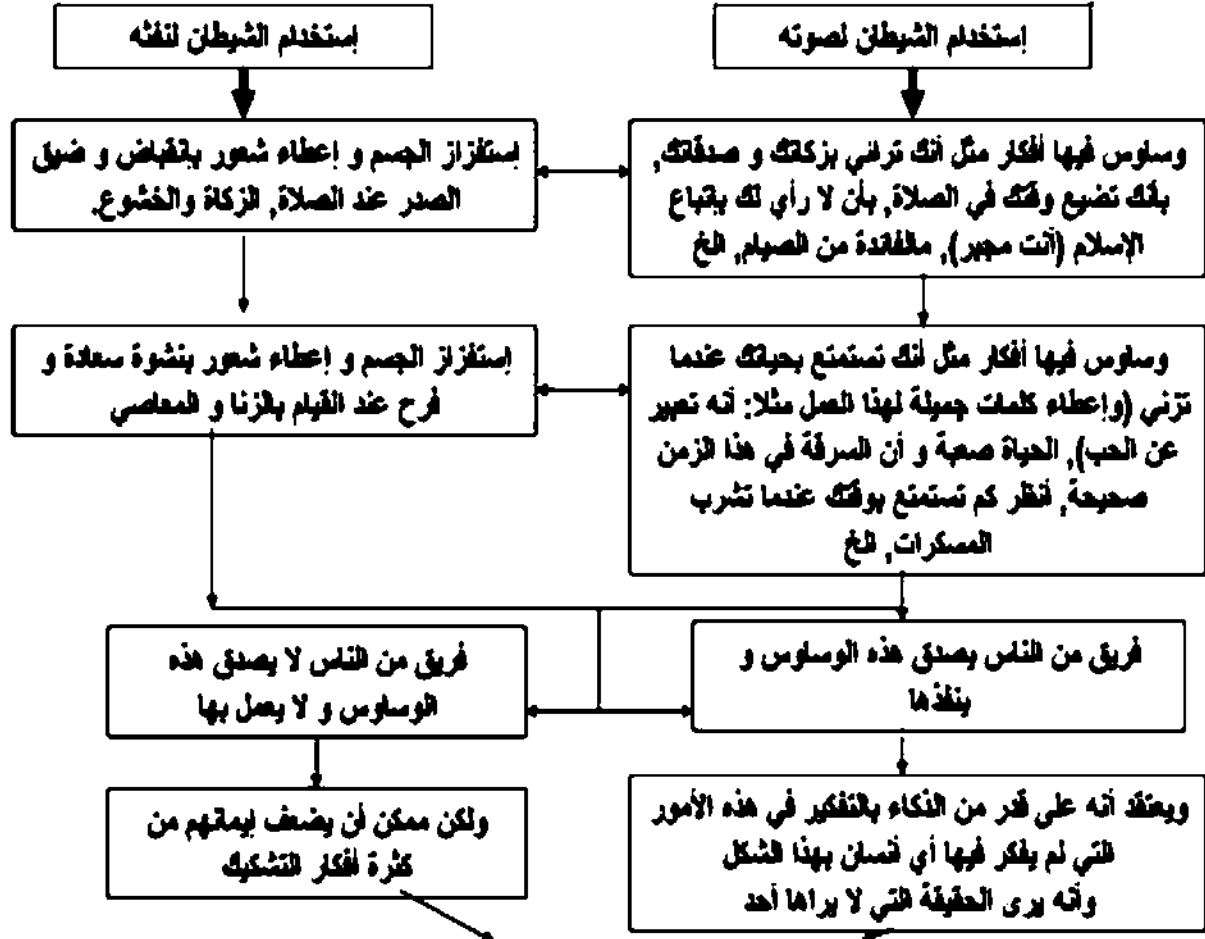 إستخدام الشيطان لصوته
إستخدام الشيطان لنفثه
وساوس فيها أفكار مثل أنك ترائي بزكاتك و صدقاتك,
بأنك تضيع وقتك في الصلاة, بأن لا رأي لك بإتباع
الإسلام (أنت مجبر), مالفائدة من الصيام, الخ
إستفزاز الجسم و إعطاء شعور بإنقباض و ضيق
الصدر عند الصلاة, الزكاة والخشوع.
وساوس فيها أفكار مثل أنك تستمتع بحياتك عندما
تزني (وإعطاء كلمات جميلة لهذا العمل مثلا: أنه تعبير
عن الحب), الحياة صعبة و أن السرقة في هذا الزمن
صحيحة, أنظر كم تستمتع بوقتك عندما تشرب
المسكرات, الخ
إستفزاز الجسم و إعطاء شعور بنشوة سعادة و
فرح عند القيام بالزنا و المعاصي
فريق من الناس يصدق هذه الوساوس و
ينفذها
فريق من الناس لا يصدق هذه
الوساوس و لا يعمل بها
ويعتقد أنه على قدر من الذكاء بالتفكير في هذه الأمور
التي لم يفكر فيها أي إنسان بهذا الشكل
وأنه يرى الحقيقة التي لا يراها أحد
ولكن ممكن أن يضعف إيمانهم من
كثرة أفكار التشكيك